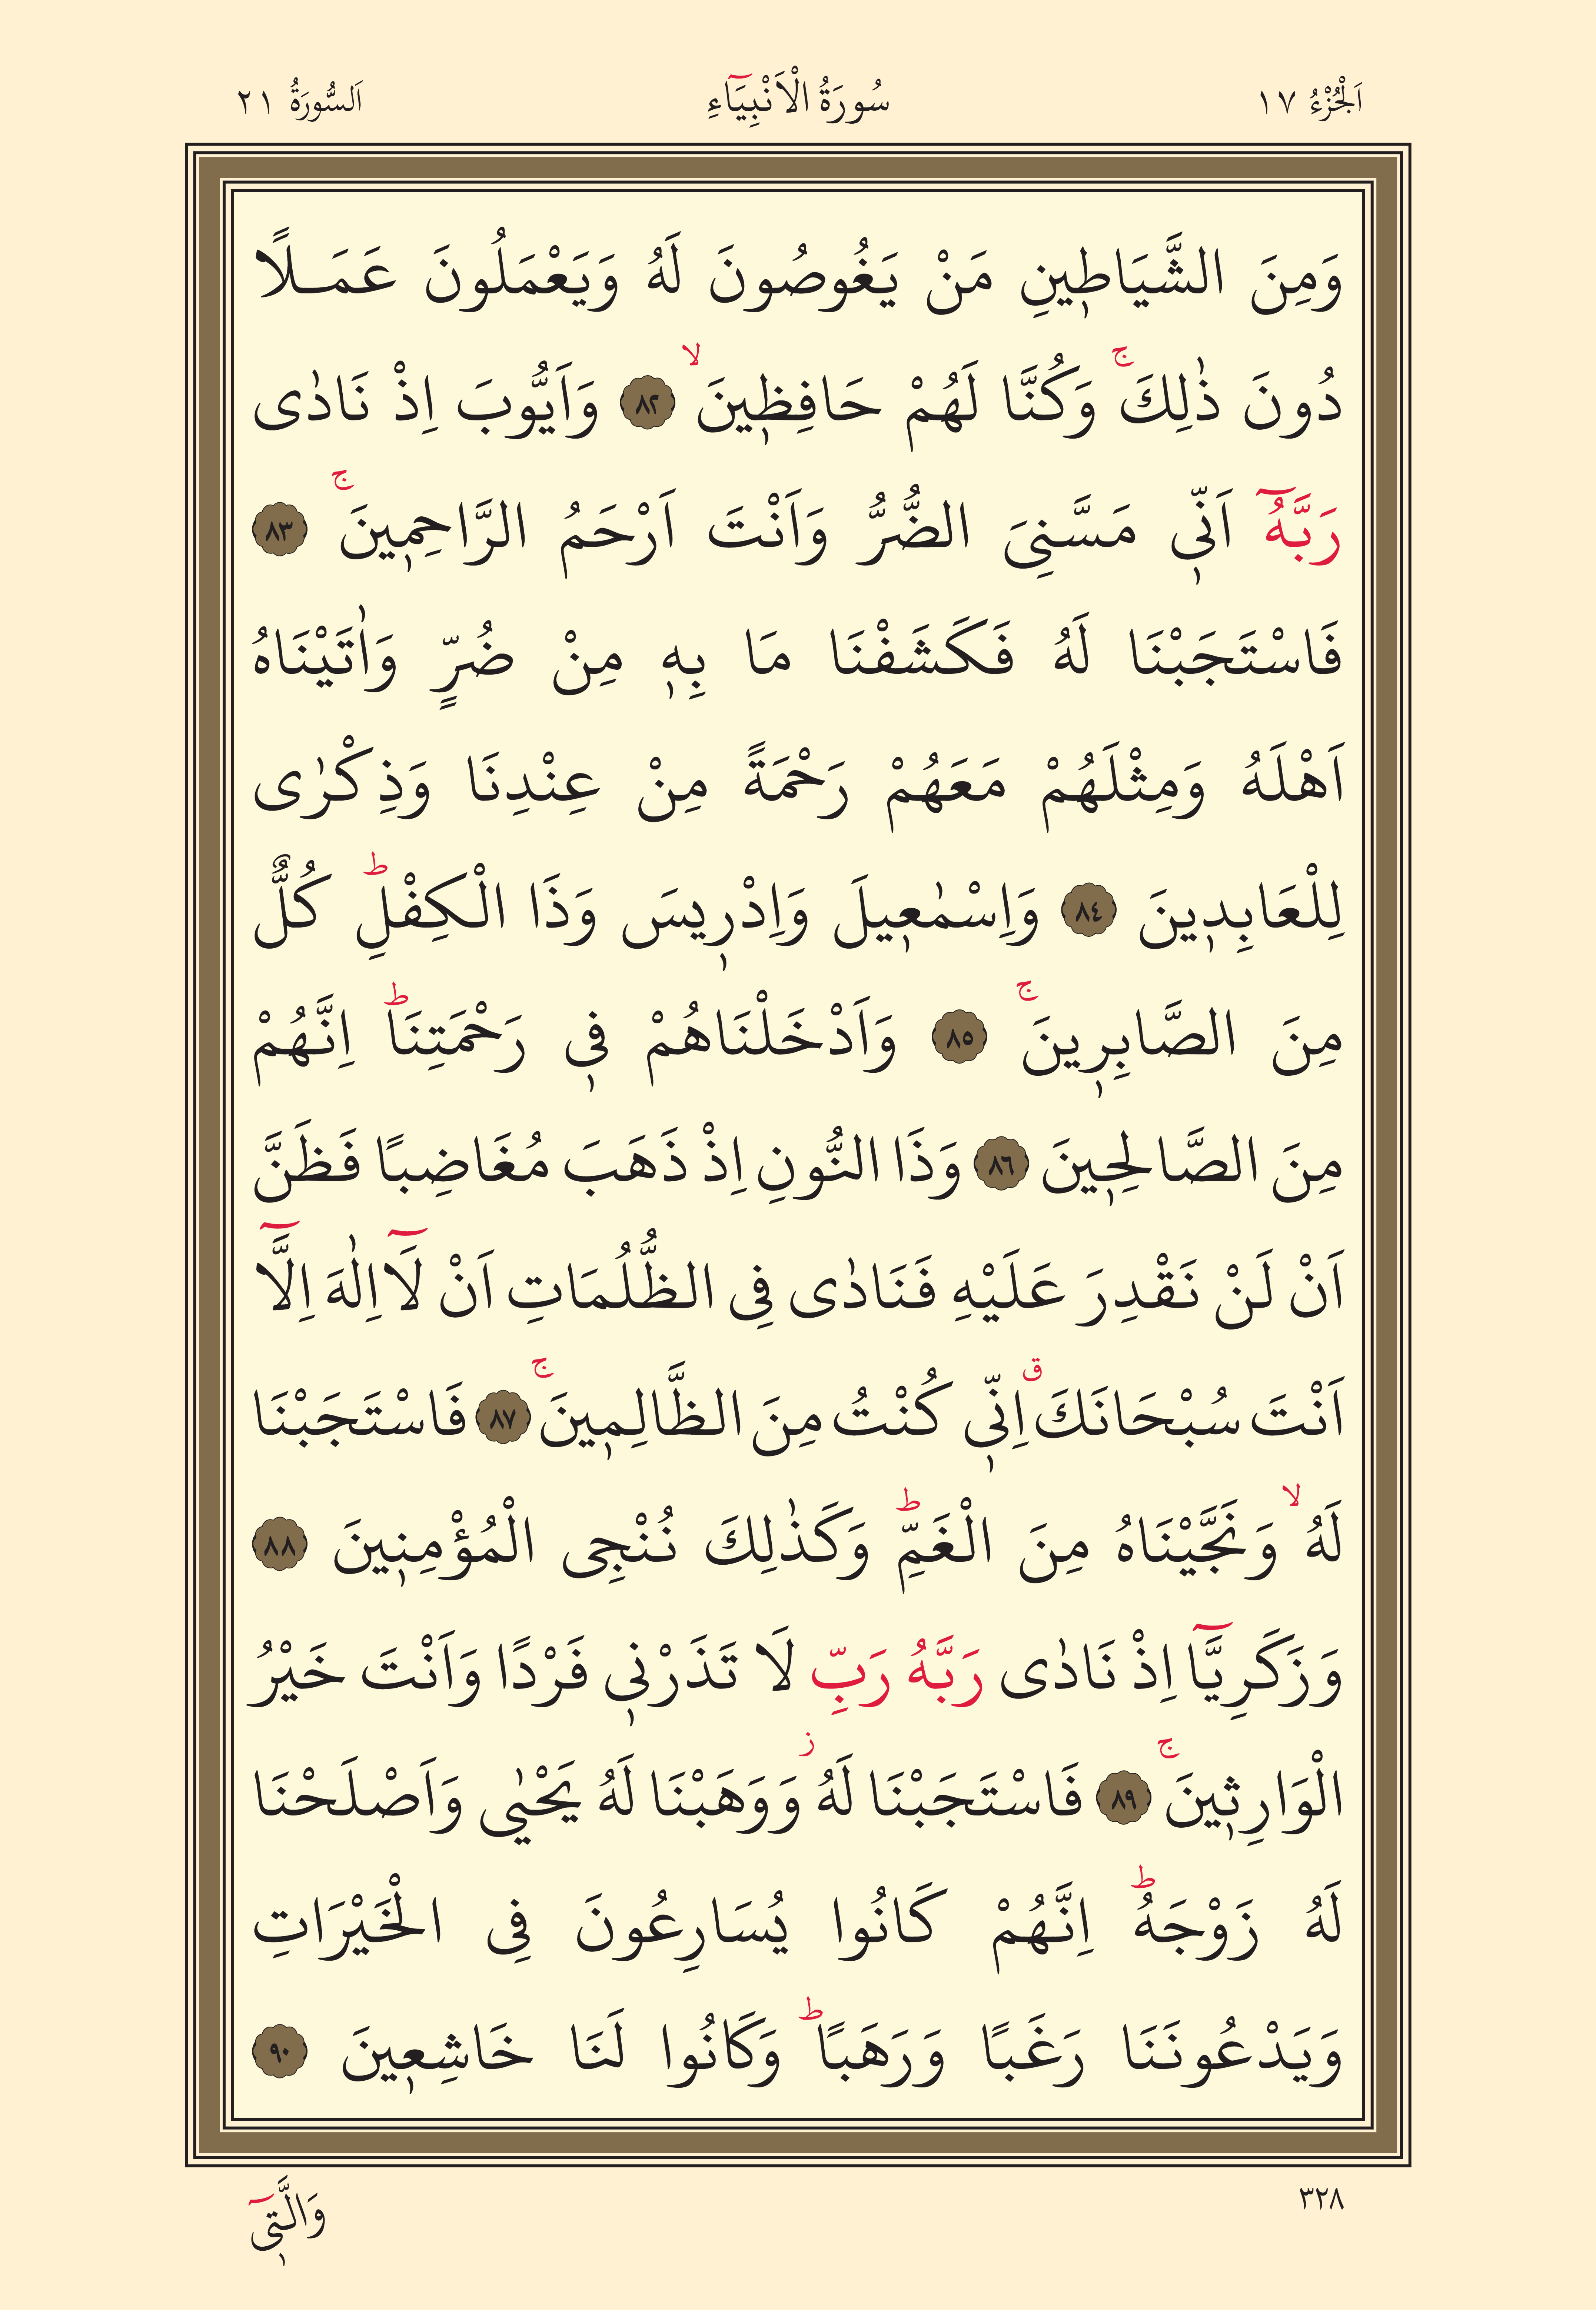 اَلْجُزْءُ ١٧ سُورَةُ الْاَنْبِيَٓاءِ اَلسُّورَةُ ٢١
وَمِنَ الشَّيَاط۪ينِ مَنْ يَغُوصُونَ لَهُ وَيَعْمَلُونَ عَمَـلًا
دُونَ ذٰلِكَۚ وَكُنَّا لَهُمْ حَافِظ۪ينَۙ ﴿٨٢﴾ وَاَيُّوبَ اِذْ نَادٰى
رَبَّهُٓ اَنّ۪ي مَسَّنِيَ الضُّرُّ وَاَنْتَ اَرْحَمُ الرَّاحِم۪ينَۚ ﴿٨٣﴾
فَاسْتَجَبْنَا لَهُ فَكَشَفْنَا مَا بِه۪ مِنْ ضُرٍّ وَاٰتَيْنَاهُ
اَهْلَهُ وَمِثْلَهُمْ مَعَهُمْ رَحْمَةً مِنْ عِنْدِنَا وَذِكْرٰى
لِلْعَابِد۪ينَ ﴿٨٤﴾ وَاِسْمٰع۪يلَ وَاِدْر۪يسَ وَذَا الْكِفْلِۜ كُلٌّ
مِنَ الصَّابِر۪ينَۚ ﴿٨٥﴾ وَاَدْخَلْنَاهُمْ ف۪ي رَحْمَتِنَاۜ اِنَّهُمْ
مِنَ الصَّالِح۪ينَ ﴿٨٦﴾ وَذَا النُّونِ اِذْ ذَهَبَ مُغَاضِبًا فَظَنَّ
اَنْ لَنْ نَقْدِرَ عَلَيْهِ فَنَادٰى فِي الظُّلُمَاتِ اَنْ لَٓا اِلٰهَ اِلَّٓا
اَنْتَ سُبْحَانَكَۗ اِنّ۪ي كُنْتُ مِنَ الظَّالِم۪ينَۚ ﴿٨٧﴾ فَاسْتَجَبْنَا
لَهُۙ وَنَجَّيْنَاهُ مِنَ الْغَمِّۜ وَكَذٰلِكَ نُنْجِي الْمُؤْمِن۪ينَ ﴿٨٨﴾
وَزَكَرِيَّٓا اِذْ نَادٰى رَبَّهُ رَبِّ لَا تَذَرْن۪ي فَرْدًا وَاَنْتَ خَيْرُ
الْوَارِث۪ينَۚ ﴿٨٩﴾ فَاسْتَجَبْنَا لَهُۘ وَوَهَبْنَا لَهُ يَحْيٰى وَاَصْلَحْنَا
لَهُ زَوْجَهُۜ اِنَّهُمْ كَانُوا يُسَارِعُونَ فِي الْخَيْرَاتِ
وَيَدْعُونَنَا رَغَبًا وَرَهَبًاۜ وَكَانُوا لَنَا خَاشِع۪ينَ ﴿٩٠﴾
٣٢٨ وَالَّت۪ٓي